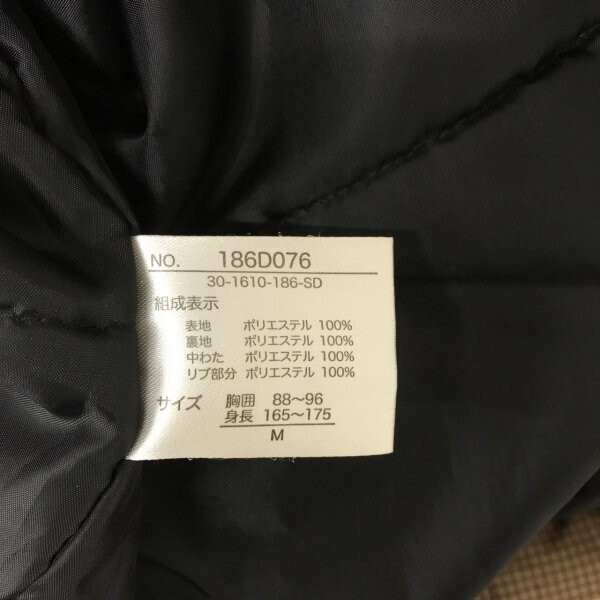 NO. 186D076
30-1610-186-SD
組成表示
表地 ポリエステル 100%
裏地 ポリエステル 100%
中わた ポリエステル 100%
リブ部分 ポリエステル 100%
サイズ 胸囲 88～96
身長 165～175
M